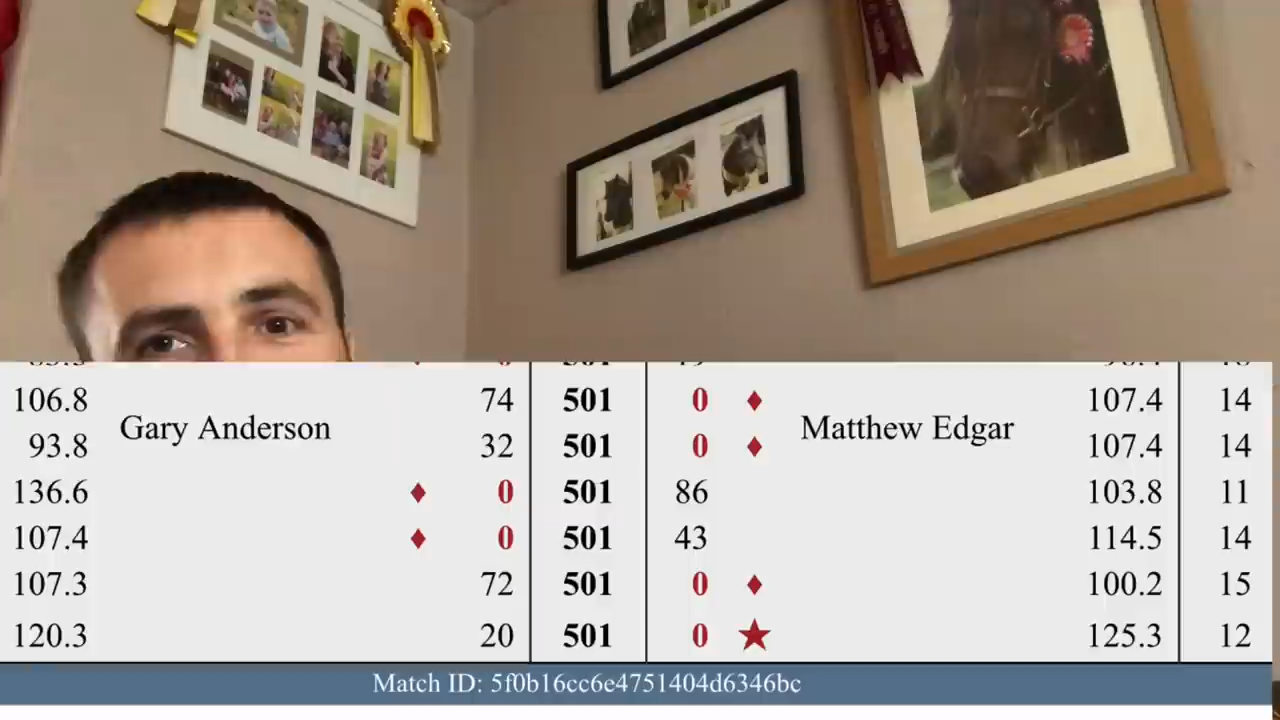 106.8 74 501 0 107.4 14
Gary Anderson Matthew Edgar
93.8 32 501 0 107.4 14
136.6 0 501 86 103.8 11
107.4 0 501 43 114.5 14
107.3 72 501 0 100.2 15
120.3 20 501 0 125.3 12
Match ID: 5f0b16cc6e4751404d6346bc